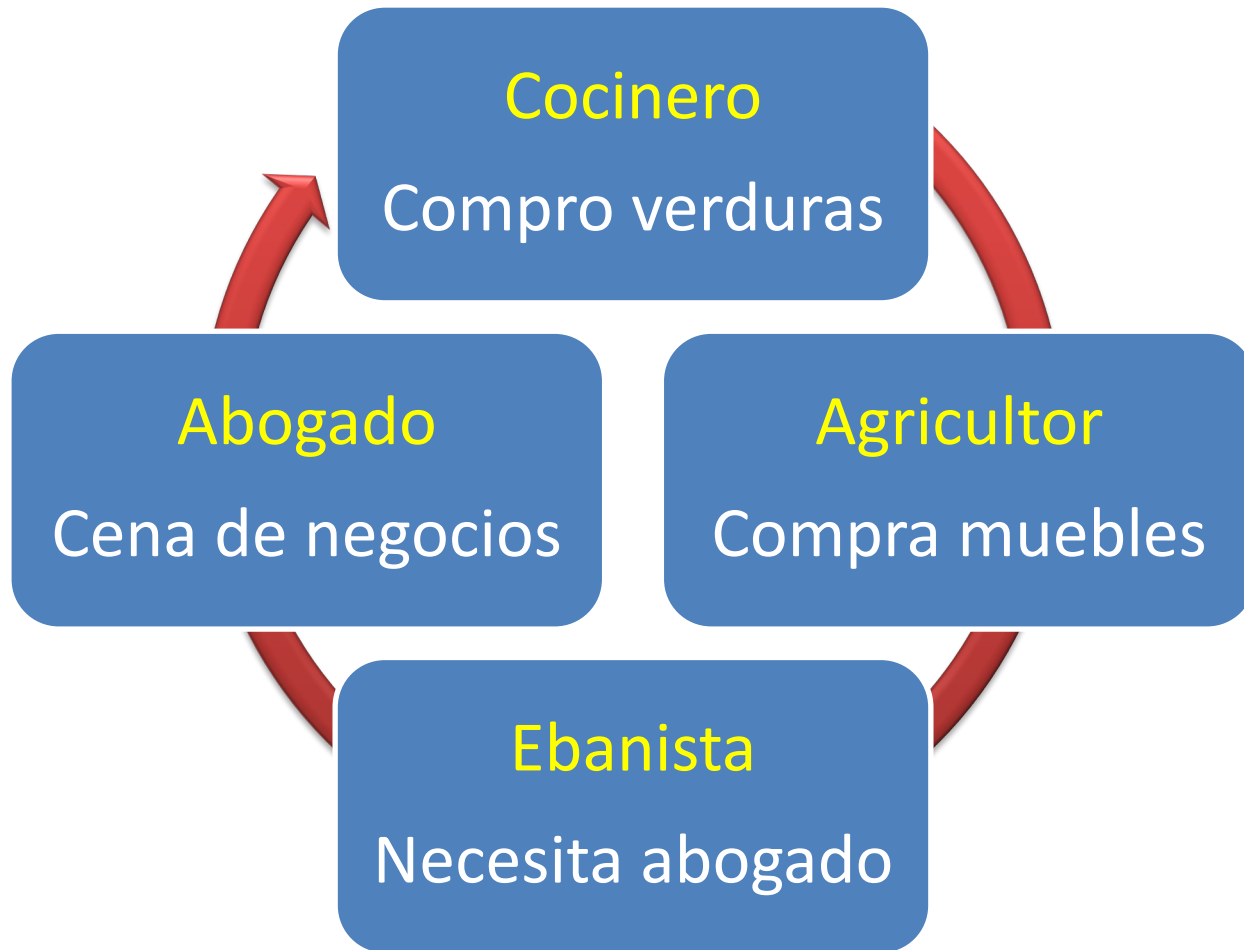 Cocinero
Compro verduras
Abogado
Cena de negocios
Agricultor
Compra muebles
Ebanista
Necesita abogado